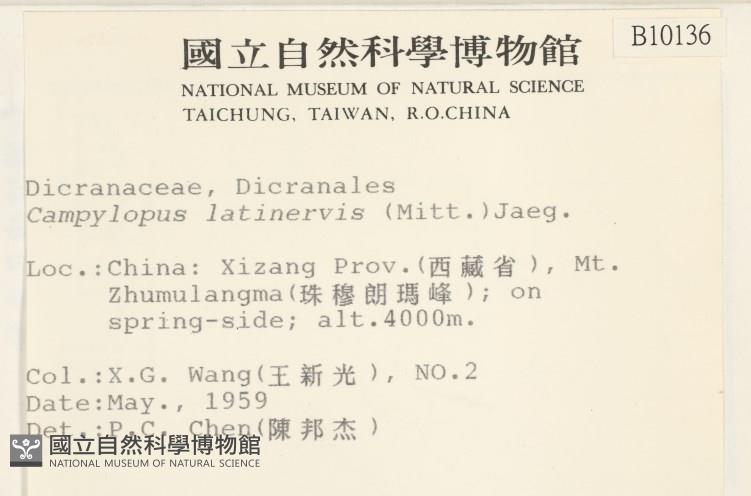 國立自然科學博物館
B10136
NATIONAL MUSEUM OF NATURAL SCIENCE
TAICHUNG, TAIWAN, R.O.CHINA
Dicranaceae, Dicranales
Campylopus latinervis (Mitt.)Jaeg.
Loc.:China: Xizang Prov.(西藏省), Mt.
Zhumulangma(珠穆朗瑪峰); on
spring-side; alt.4000m.
Col.:X.G. Wang(王新光), NO.2
Date:May., 1959
Det.:P.C. Chen(陳邦杰)
國立自然科學博物館
NATIONAL MUSEUM OF NATURAL SCIENCE